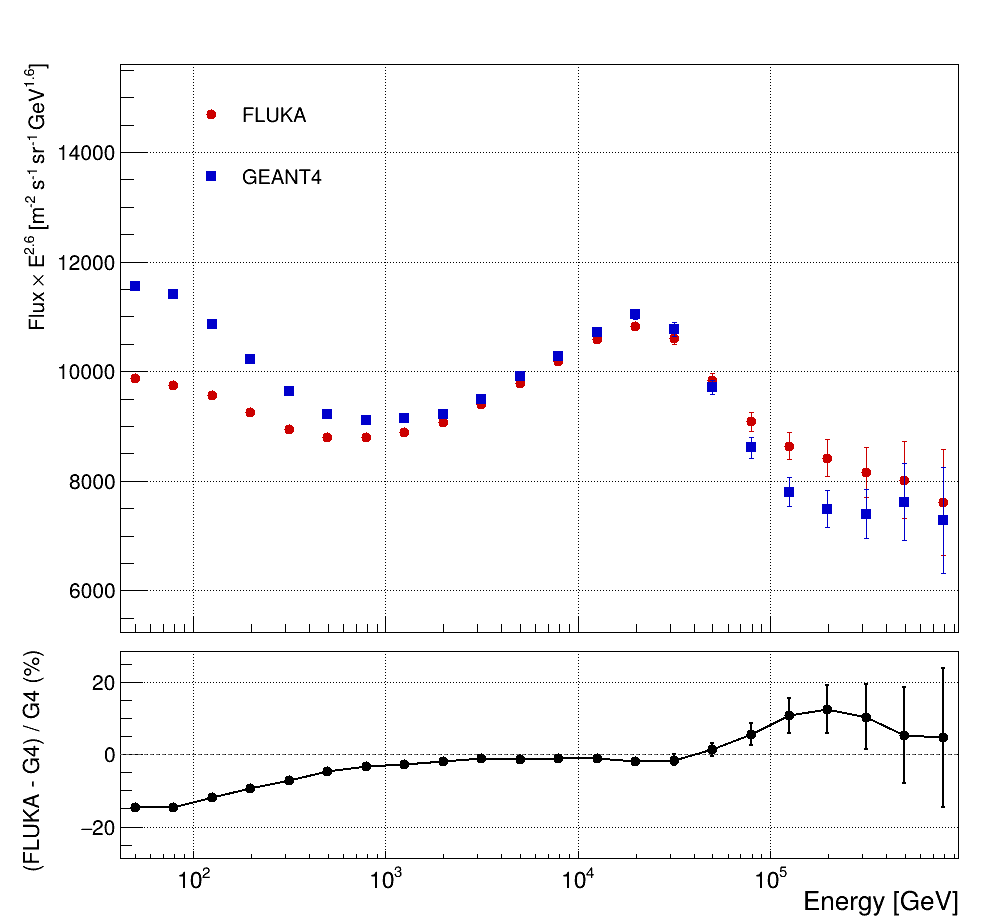 Flux × E^2.6 [m^-2 s^-1 sr^-1 GeV^1.6]
FLUKA
GEANT4
14000
12000
10000
8000
6000
(FLUKA - G4) / G4 (%)
20
0
−20
10^2
10^3
10^4
10^5
Energy [GeV]